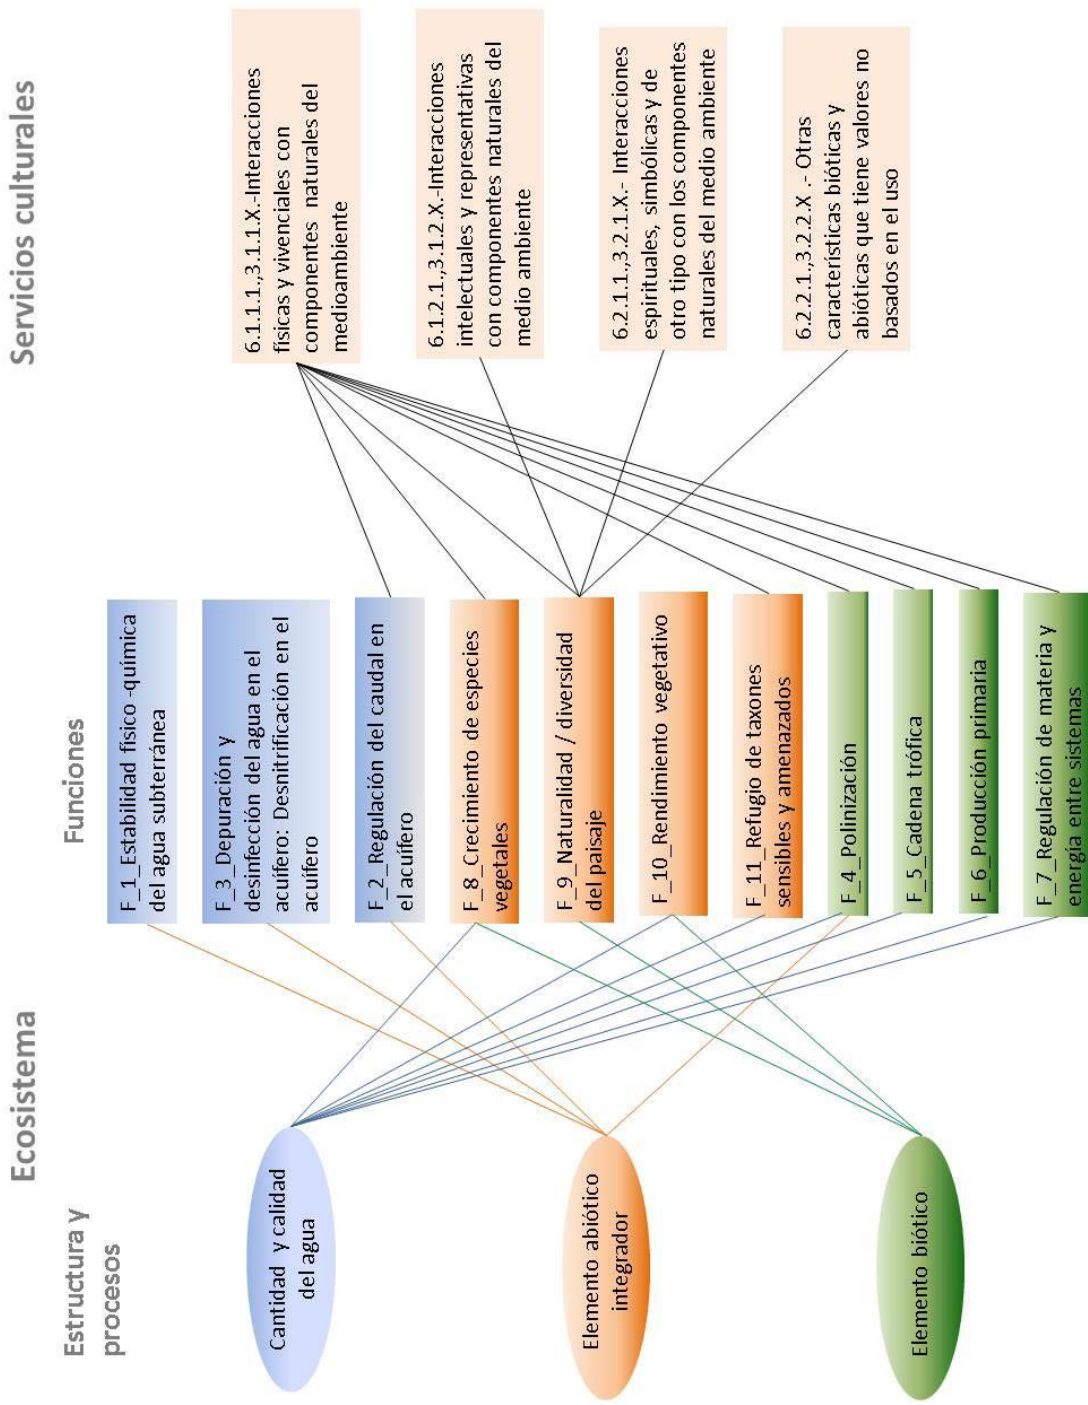 Ecosistema
Servicios culturales
Estructura y
procesos
Funciones
Cantidad y calidad
del agua
Elemento abiótico
integrador
Elemento biótico
F_1_Estabilidad físico -química
del agua subterránea
F_3_Depuración y
desinfección del agua en el
acuífero: Desnitrificación en el
acuífero
F_2_Regulación del caudal en
el acuífero
F_8_Crecimiento de especies
vegetales
F_9_Naturalidad / diversidad
del paisaje
F_10_Rendimiento vegetativo
F_11_Refugio de taxones
sensibles y amenazados
F_4_Polinización
F_5_Cadena trófica
F_6_Producción primaria
F_7_Regulación de materia y
energía entre sistemas
6.1.1.1.,3.1.1.X.-Interacciones
físicas y vivenciales con
componentes naturales del
medioambiente
6.1.2.1.,3.1.2.X.-Interacciones
intelectuales y representativas
con componentes naturales del
medio ambiente
6.2.1.1.,3.2.1.X.- Interacciones
espirituales, simbólicas y de
otro tipo con los componentes
naturales del medio ambiente
6.2.2.1.,3.2.2.X .- Otras
características bióticas y
abióticas que tiene valores no
basados en el uso